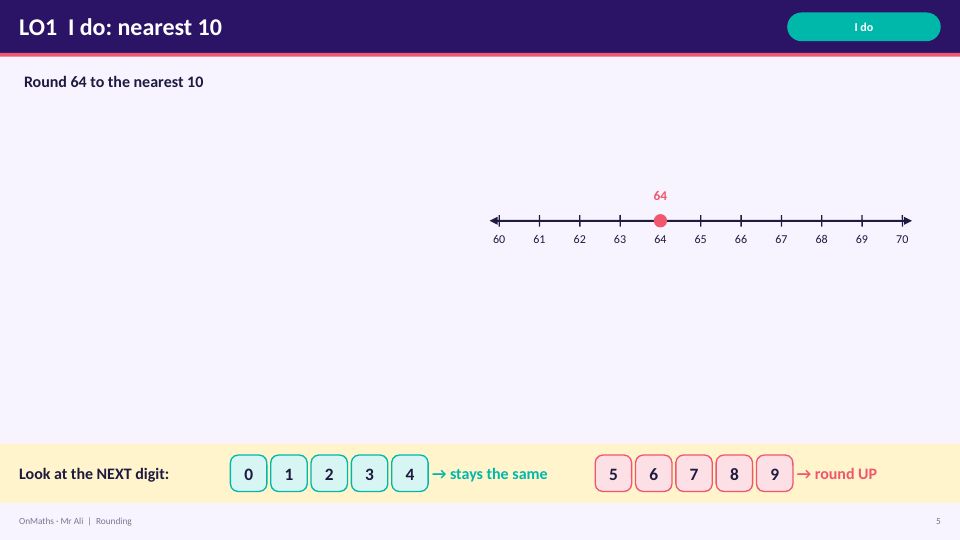 LO1 I do: nearest 10
I do
Round 64 to the nearest 10
64
60 61 62 63 64 65 66 67 68 69 70
Look at the NEXT digit: 0 1 2 3 4 → stays the same 5 6 7 8 9 → round UP
OnMaths - Mr Ali | Rounding 5